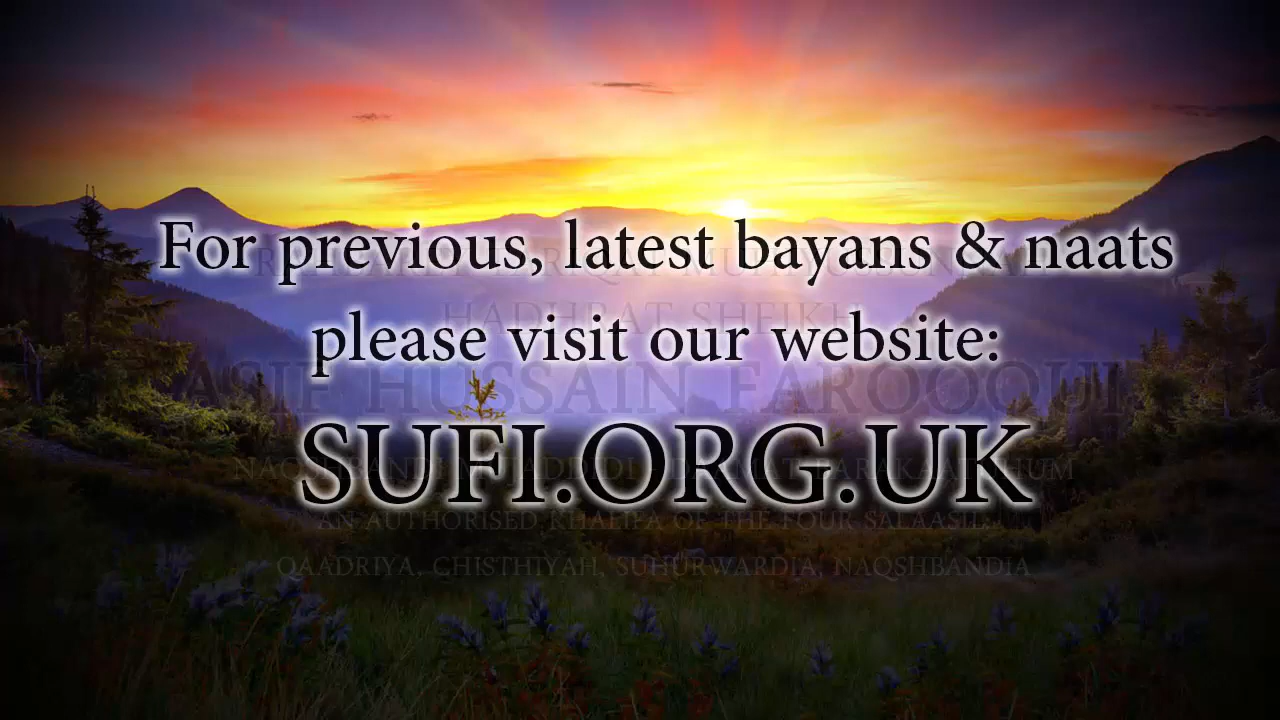 For previous, latest bayans & naats
HADHRAT SHEIKH
please visit our website:
ASIF HUSSAIN FAROOQUI
SUFI.ORG.UK
AN AUTHORISED KHALIFA OF THE FOUR SALAASIL:
QAADRIYA, CHISTHIYAH, SUHURWARDIA, NAQSHBANDIA